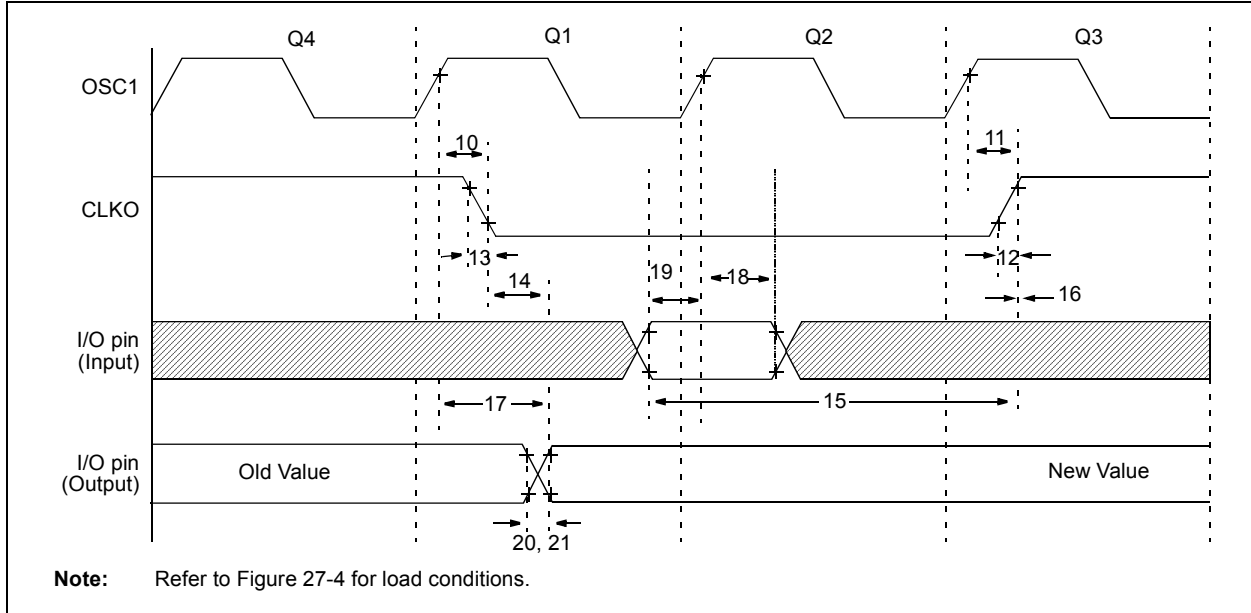 Q4 Q1 Q2 Q3
OSC1
10 11
CLKO
13 19 18 12
14 16
I/O pin
(Input)
17 15
I/O pin
(Output)
Old Value New Value
20, 21
Note: Refer to Figure 27-4 for load conditions.